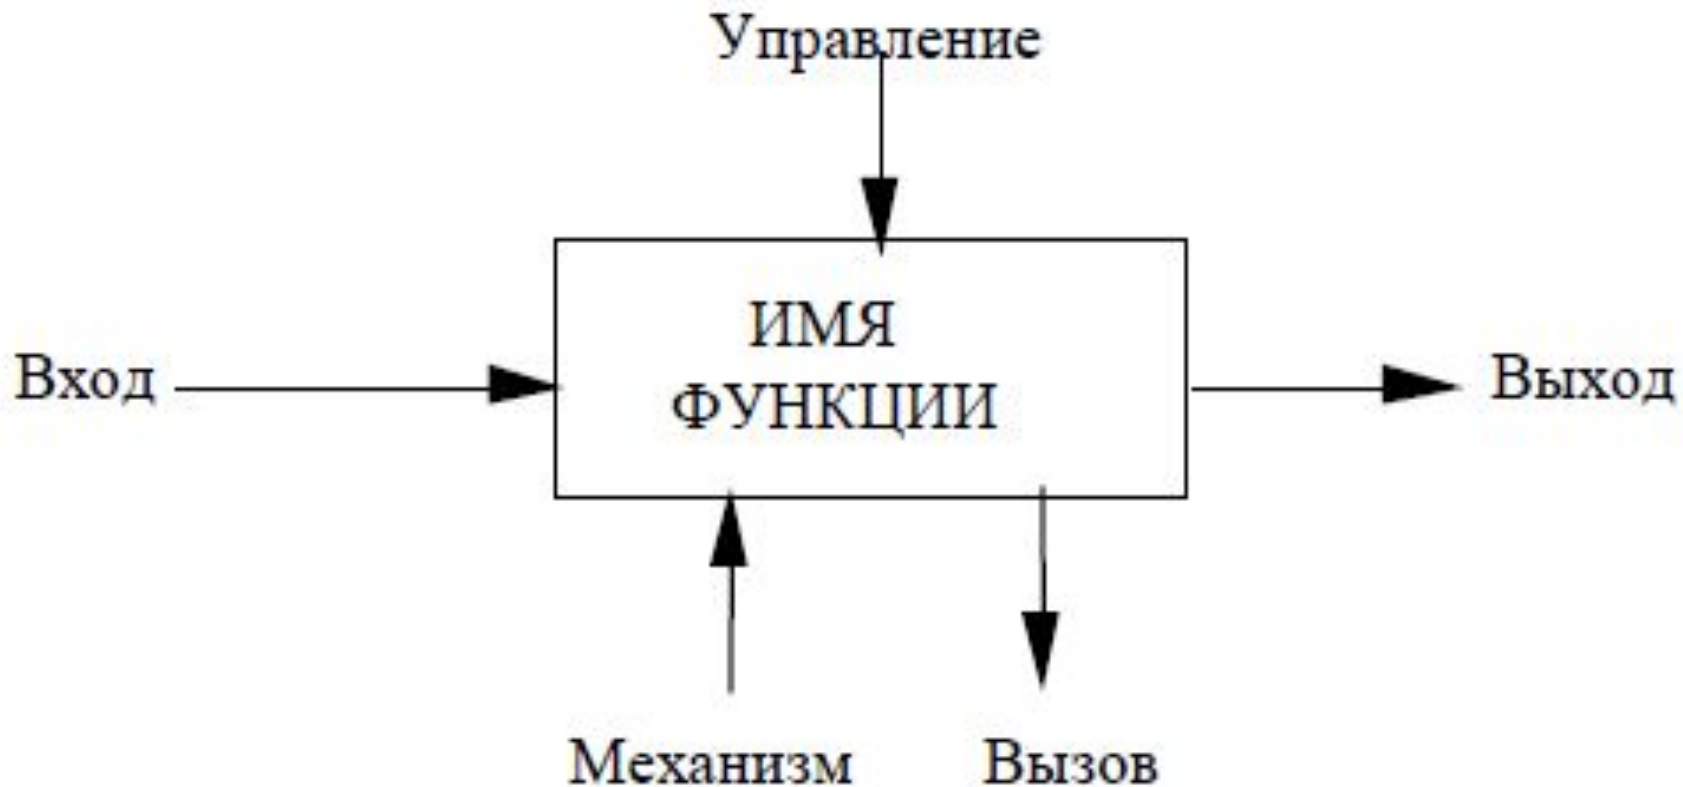 Управление
ИМЯ
ФУНКЦИИ
Вход
Выход
Механизм
Вызов